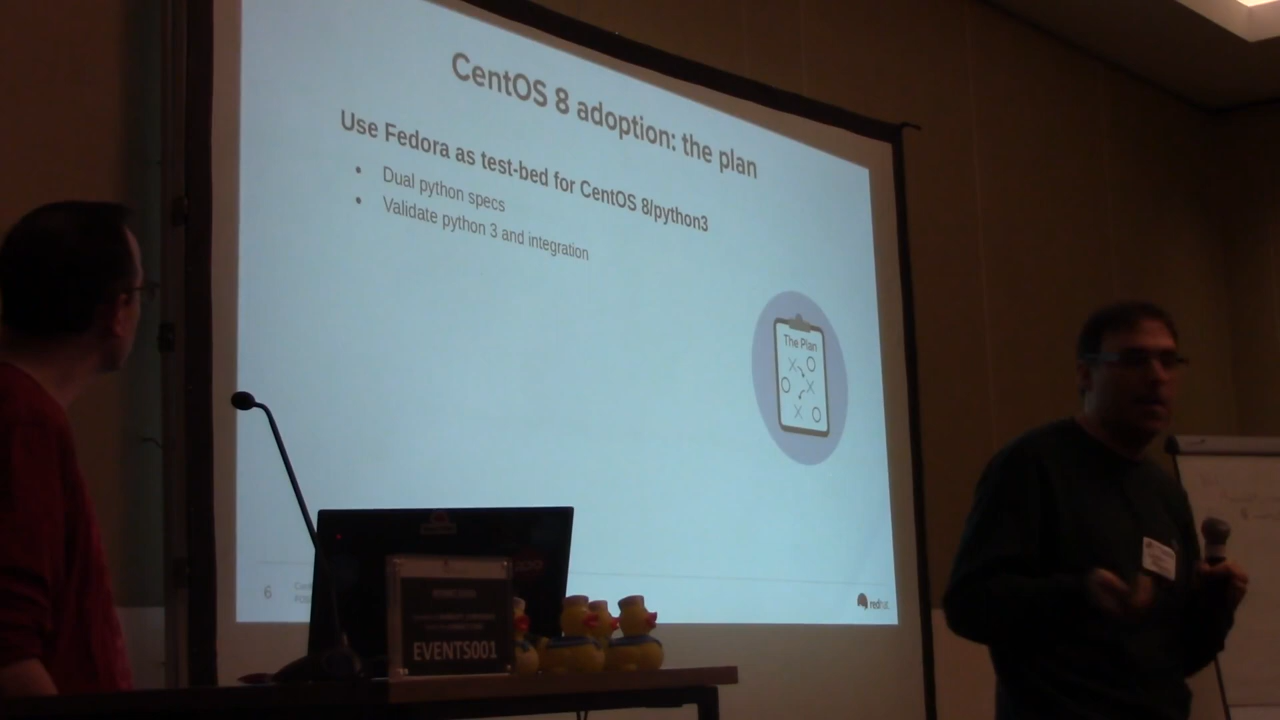 CentOS 8 adoption: the plan
Use Fedora as test-bed for CentOS 8/python3
• Dual python specs
• Validate python 3 and integration
The Plan
6
redhat
EVENTS001